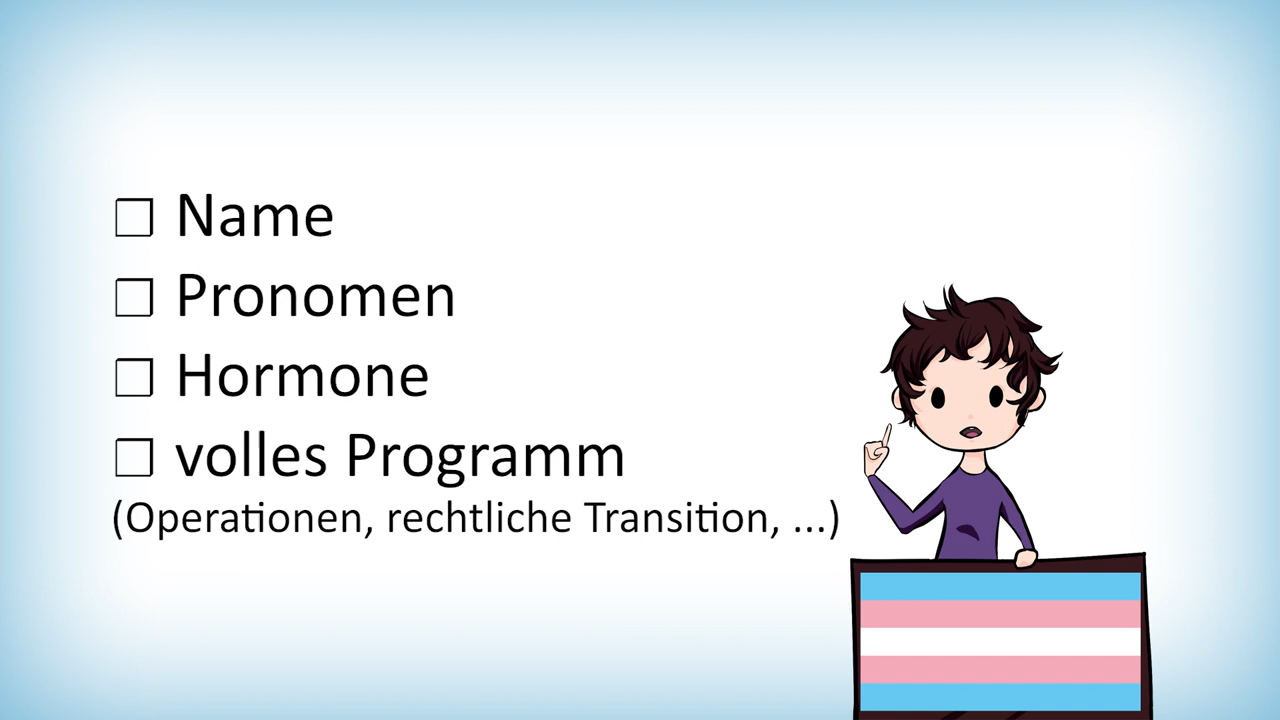 ☐ Name
☐ Pronomen
☐ Hormone
☐ volles Programm
(Operationen, rechtliche Transition, ...)